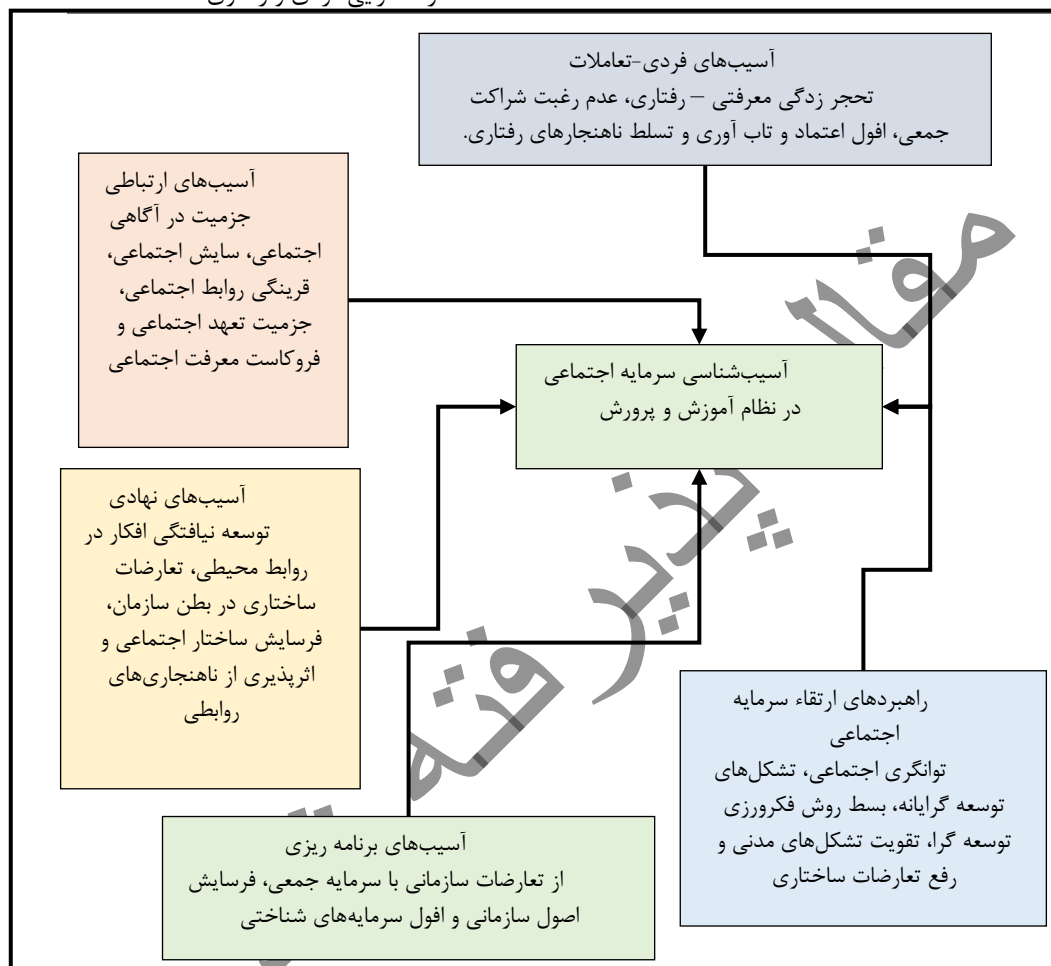 آسیب‌های فردی-تعاملات
تحجر زدگی معرفتی – رفتاری، عدم رغبت شراکت
جمعی، افول اعتماد و تاب آوری و تسلط ناهنجارهای رفتاری.
آسیب‌های ارتباطی
جزمیت در آگاهی
اجتماعی، سایش اجتماعی،
قرینگی روابط اجتماعی،
جزمیت تعهد اجتماعی و
فروکاست معرفت اجتماعی
آسیب‌شناسی سرمایه اجتماعی
در نظام آموزش و پرورش
آسیب‌های نهادی
توسعه نیافتگی افکار در
روابط محیطی، تعارضات
ساختاری در بطن سازمان،
فرسایش ساختار اجتماعی و
اثرپذیری از ناهنجاری‌های
روابطی
راهبردهای ارتقاء سرمایه
اجتماعی
توانگری اجتماعی، تشکل‌های
توسعه گرایانه، بسط روش فکرورزی
توسعه گرا، تقویت تشکل‌های مدنی و
رفع تعارضات ساختاری
آسیب‌های برنامه ریزی
از تعارضات سازمانی با سرمایه جمعی، فرسایش
اصول سازمانی و افول سرمایه‌های شناختی